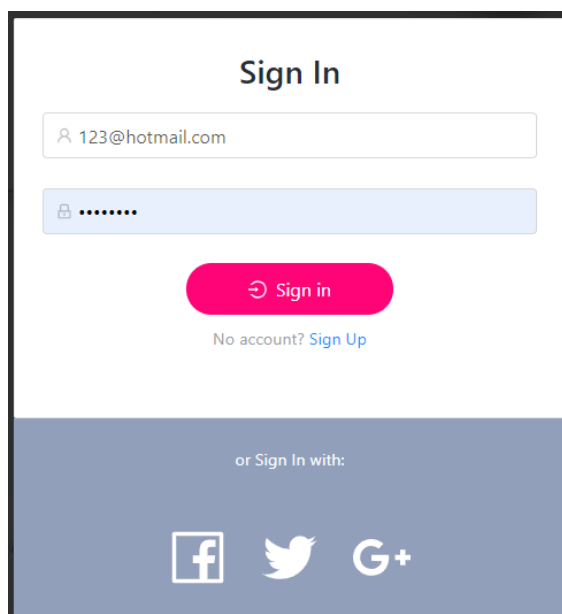 Sign In
123@hotmail.com
••••••••
Sign in
No account? Sign Up
or Sign In with:
f
G+